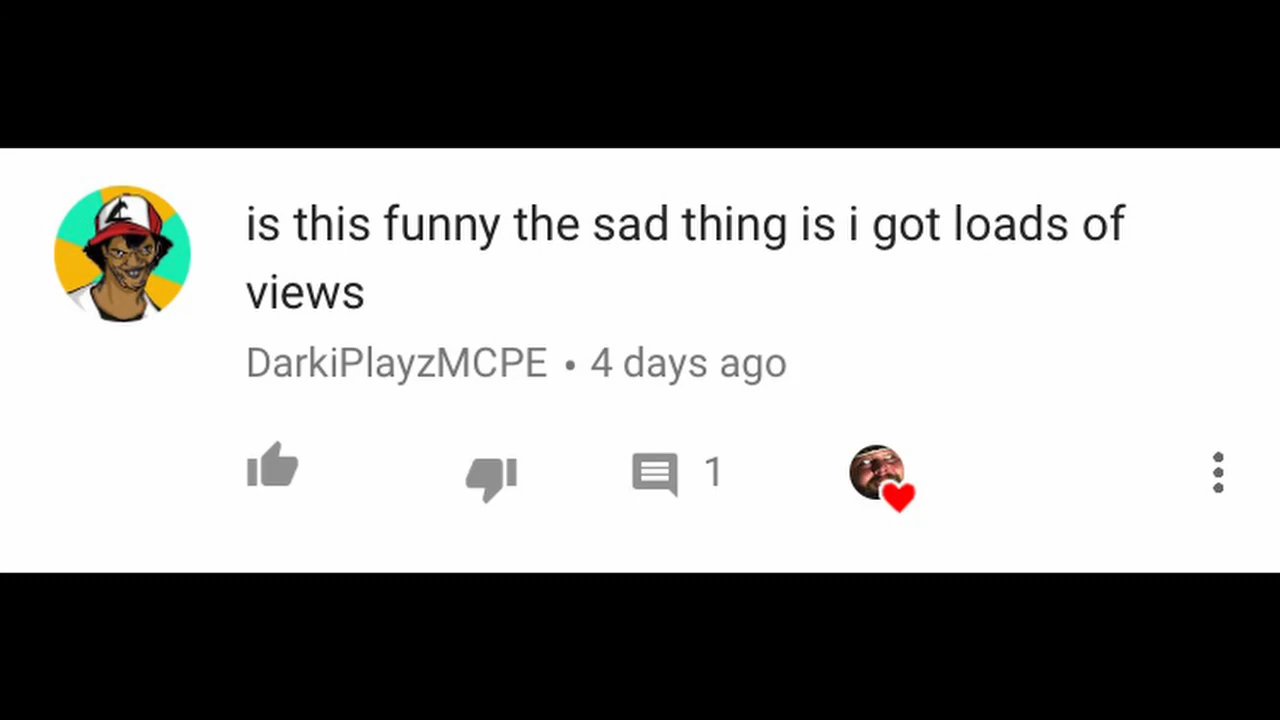 is this funny the sad thing is i got loads of
views
DarkiPlayzMCPE • 4 days ago
1